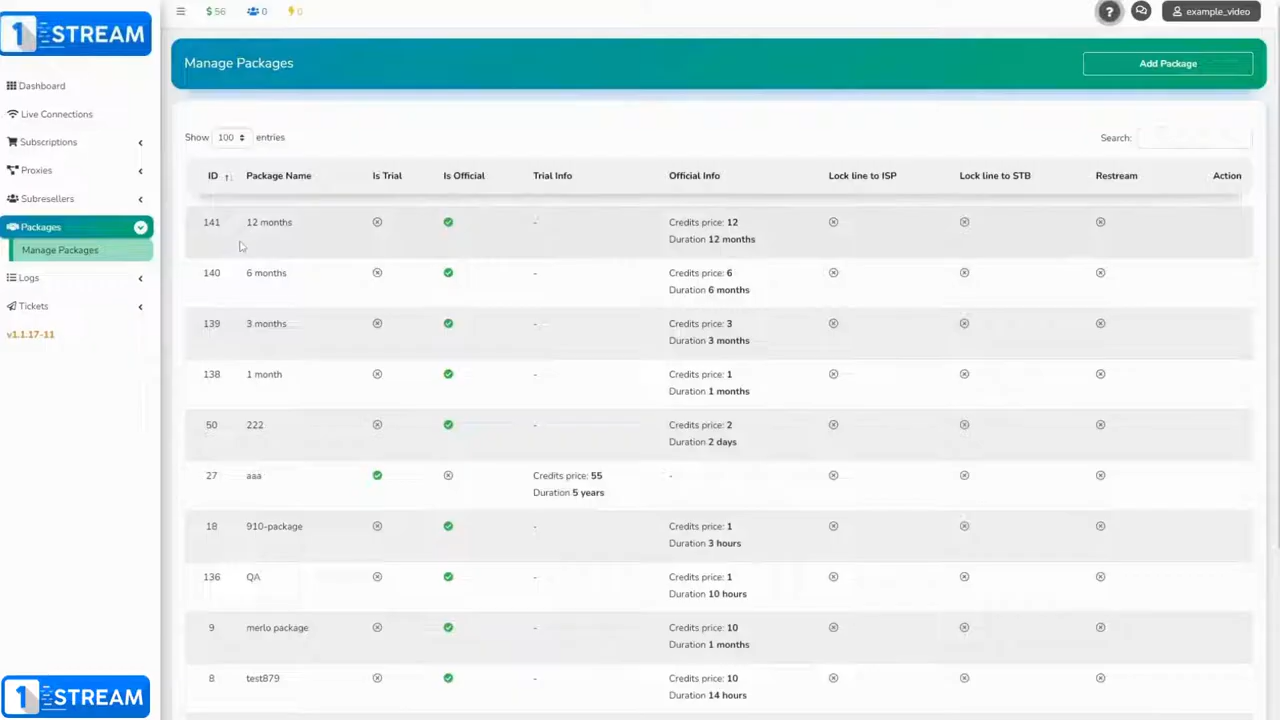 1 STREAM
$ 56
0
0
?
example_video
Manage Packages
Add Package
Dashboard
Live Connections
Subscriptions
Proxies
Subresellers
Packages
Manage Packages
Logs
Tickets
v1.1.17-11
Show 100 entries
Search:
ID Package Name Is Trial Is Official Trial Info Official Info Lock line to ISP Lock line to STB Restream Action
141 12 months - Credits price: 12
Duration 12 months
140 6 months - Credits price: 6
Duration 6 months
139 3 months - Credits price: 3
Duration 3 months
138 1 month - Credits price: 1
Duration 1 months
50 222 - Credits price: 2
Duration 2 days
27 aaa Credits price: 55 -
Duration 5 years
18 910-package - Credits price: 1
Duration 3 hours
136 QA - Credits price: 1
Duration 10 hours
9 merlo package - Credits price: 10
Duration 1 months
8 test879 - Credits price: 10
Duration 14 hours
1 STREAM